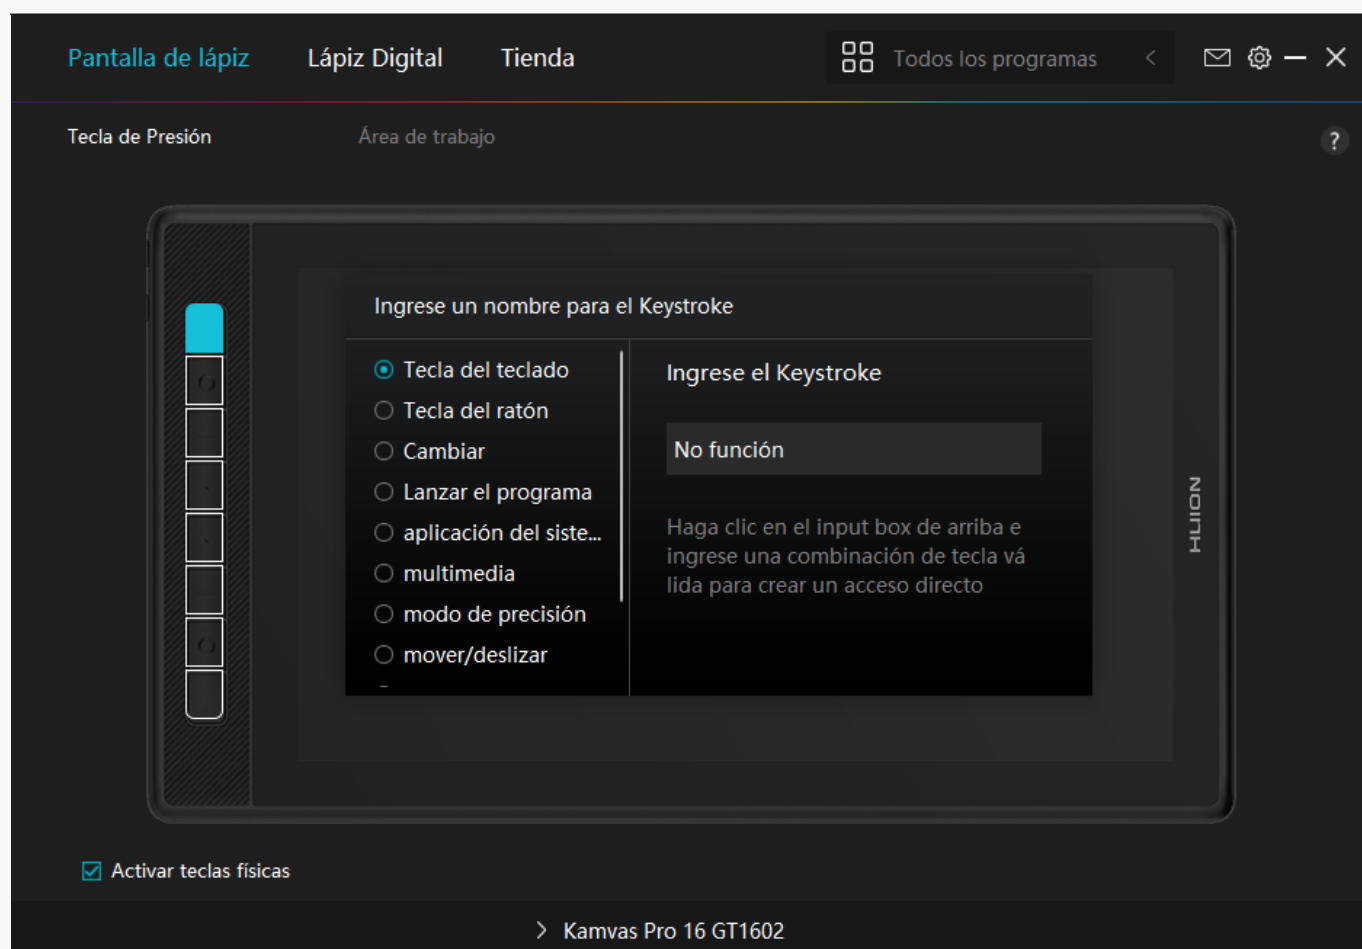 Pantalla de lápiz Lápiz Digital Tienda Todos los programas
Tecla de Presión Área de trabajo ?
Ingrese un nombre para el Keystroke
Tecla del teclado
Tecla del ratón
Cambiar
Lanzar el programa
aplicación del siste...
multimedia
modo de precisión
mover/deslizar
Ingrese el Keystroke
No función
Haga clic en el input box de arriba e
ingrese una combinación de tecla vá
lida para crear un acceso directo
HUION
Activar teclas físicas
Kamvas Pro 16 GT1602